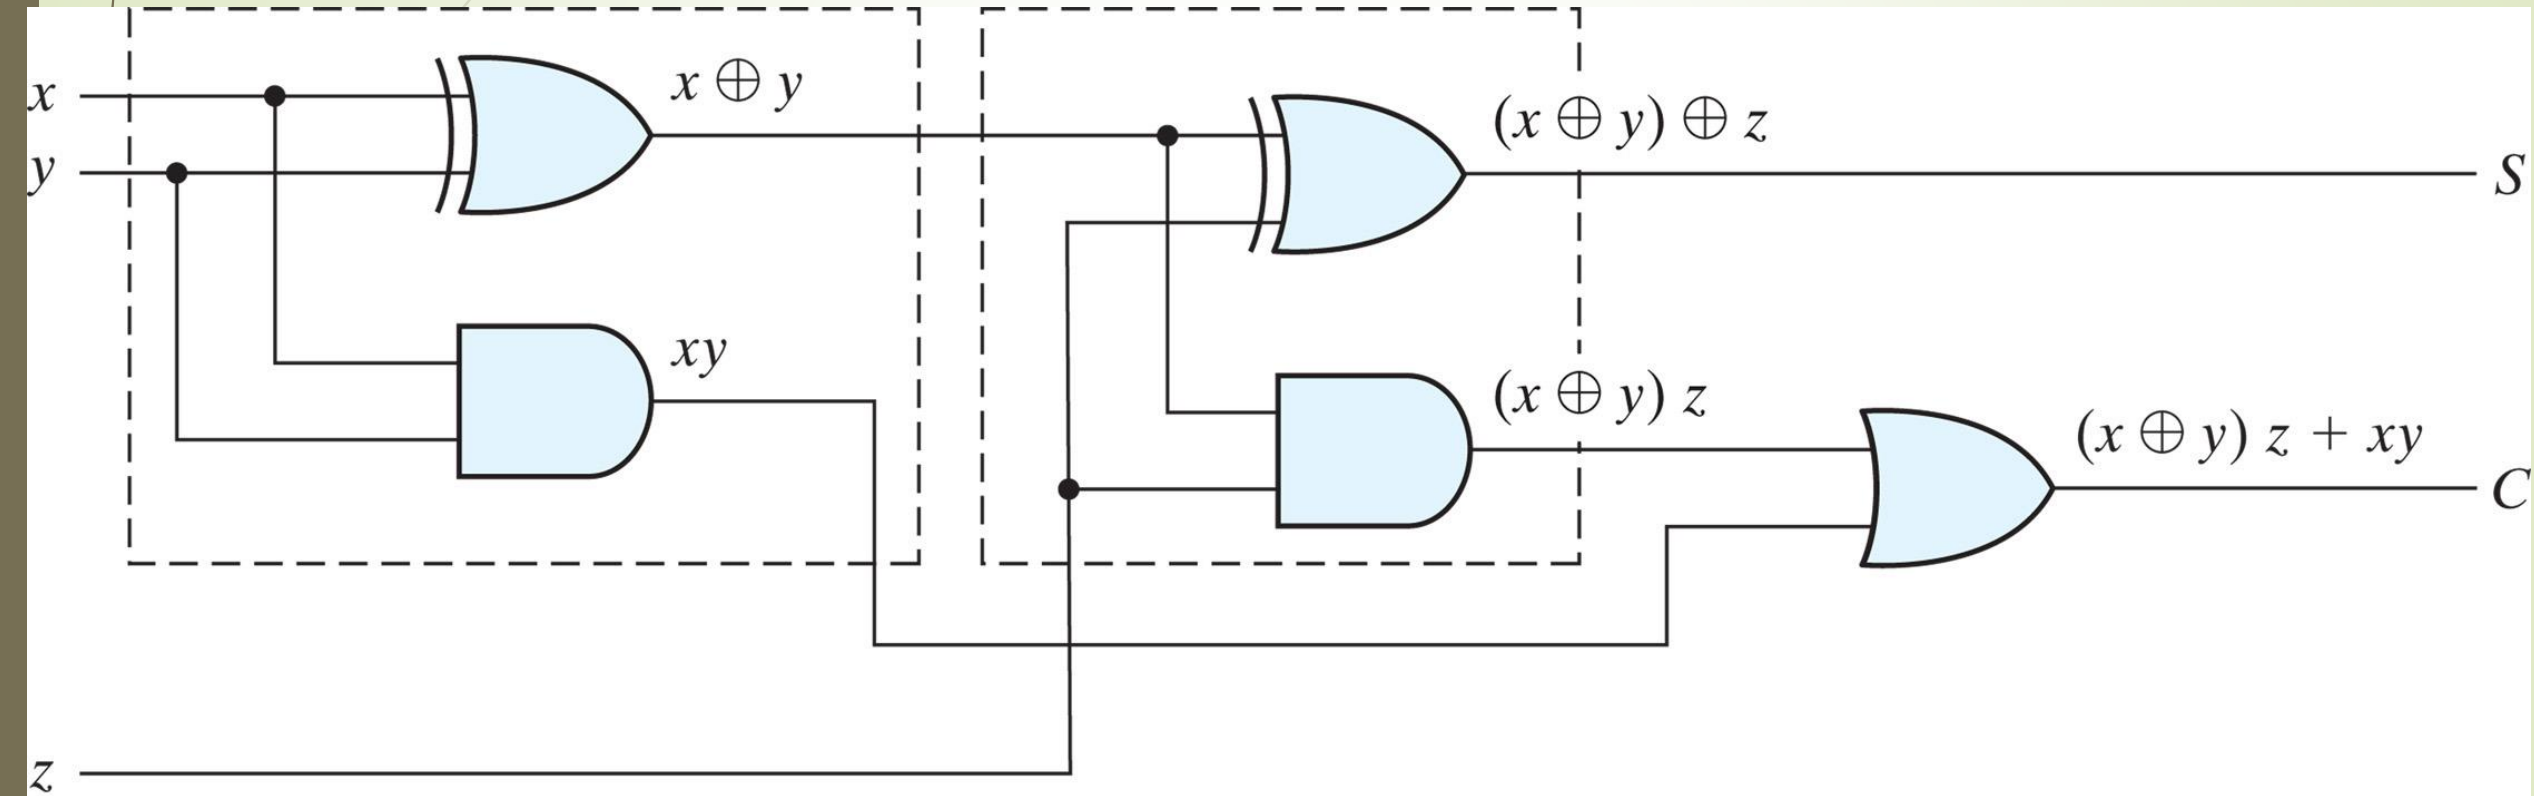 x
x ⊕ y
(x ⊕ y) ⊕ z
y
S
xy
(x ⊕ y) z
(x ⊕ y) z + xy
C
z